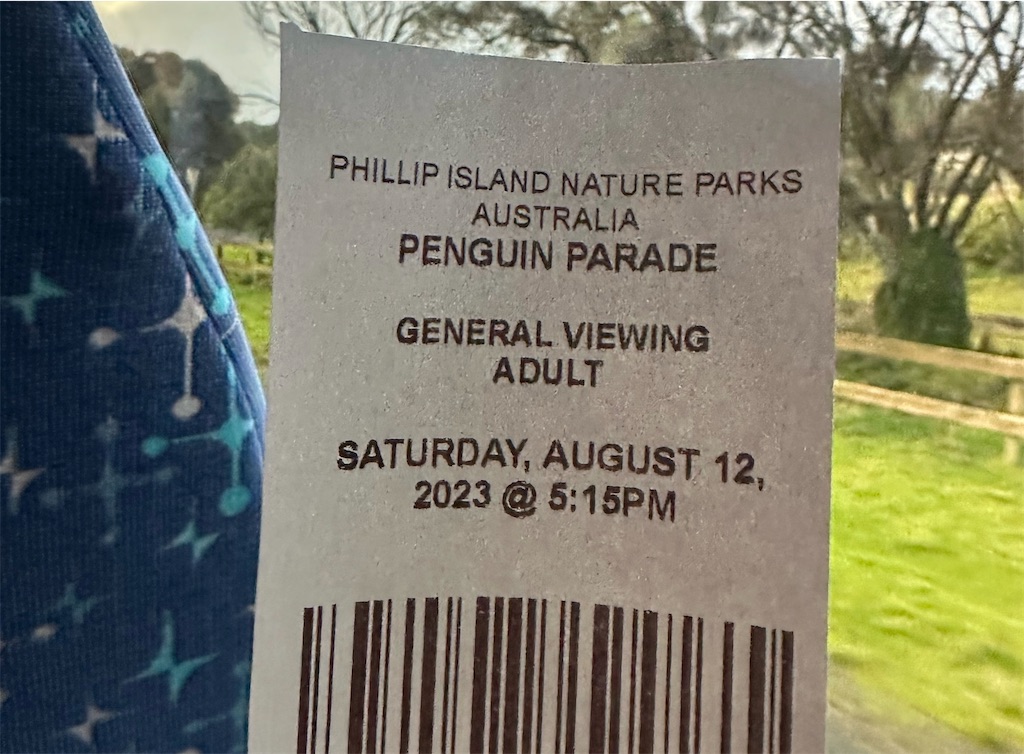 PHILLIP ISLAND NATURE PARKS
AUSTRALIA
PENGUIN PARADE
GENERAL VIEWING
ADULT
SATURDAY, AUGUST 12,
2023 @ 5:15PM